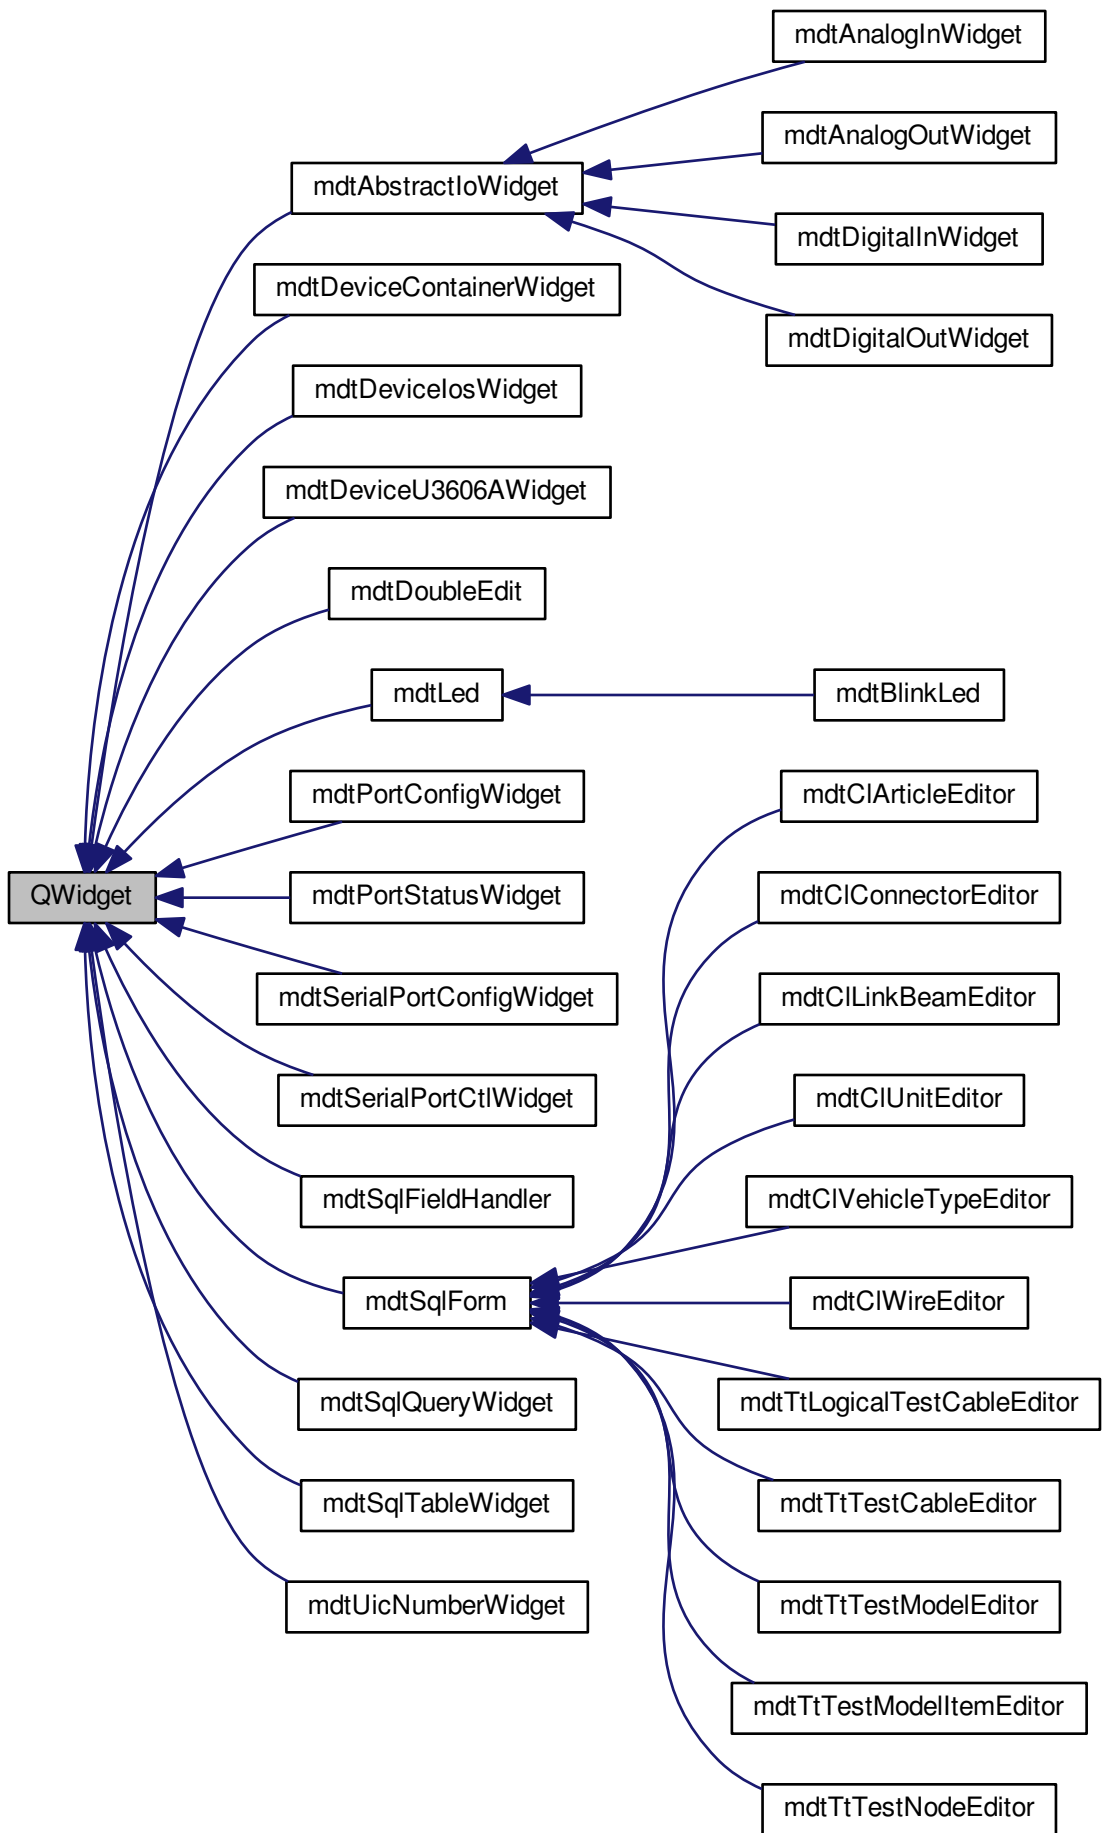 mdtAnalogInWidget
mdtAnalogOutWidget
mdtAbstractIoWidget
mdtDigitalInWidget
mdtDeviceContainerWidget
mdtDigitalOutWidget
mdtDeviceIosWidget
mdtDeviceU3606AWidget
mdtDoubleEdit
mdtLed
mdtBlinkLed
mdtPortConfigWidget
mdtClArticleEditor
QWidget
mdtPortStatusWidget
mdtClConnectorEditor
mdtSerialPortConfigWidget
mdtClLinkBeamEditor
mdtSerialPortCtlWidget
mdtClUnitEditor
mdtSqlFieldHandler
mdtClVehicleTypeEditor
mdtSqlForm
mdtClWireEditor
mdtSqlQueryWidget
mdtTtLogicalTestCableEditor
mdtSqlTableWidget
mdtTtTestCableEditor
mdtUicNumberWidget
mdtTtTestModelEditor
mdtTtTestModelItemEditor
mdtTtTestNodeEditor